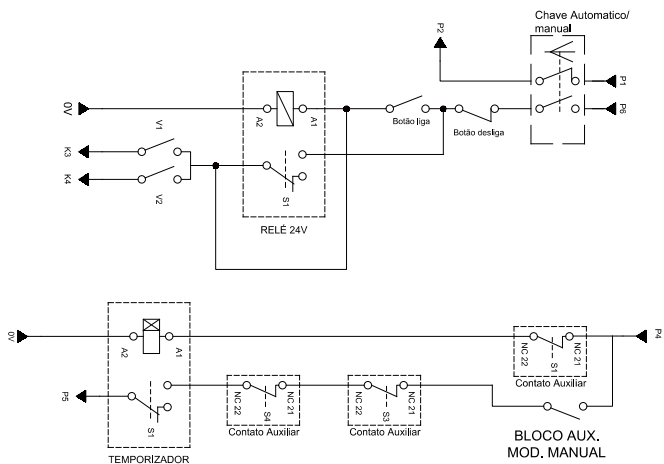 Chave Automatico/
manual
P2
P1
P6
0V
A2
A1
Botão liga
Botão desliga
K3
V1
K4
V2
S1
RELÉ 24V
0V
A2
A1
NC 22
NC 21
S1
Contato Auxiliar
P4
P5
S1
NC 22
NC 21
S4
Contato Auxiliar
NC 22
NC 21
S3
Contato Auxiliar
TEMPORIZADOR
BLOCO AUX.
MOD. MANUAL